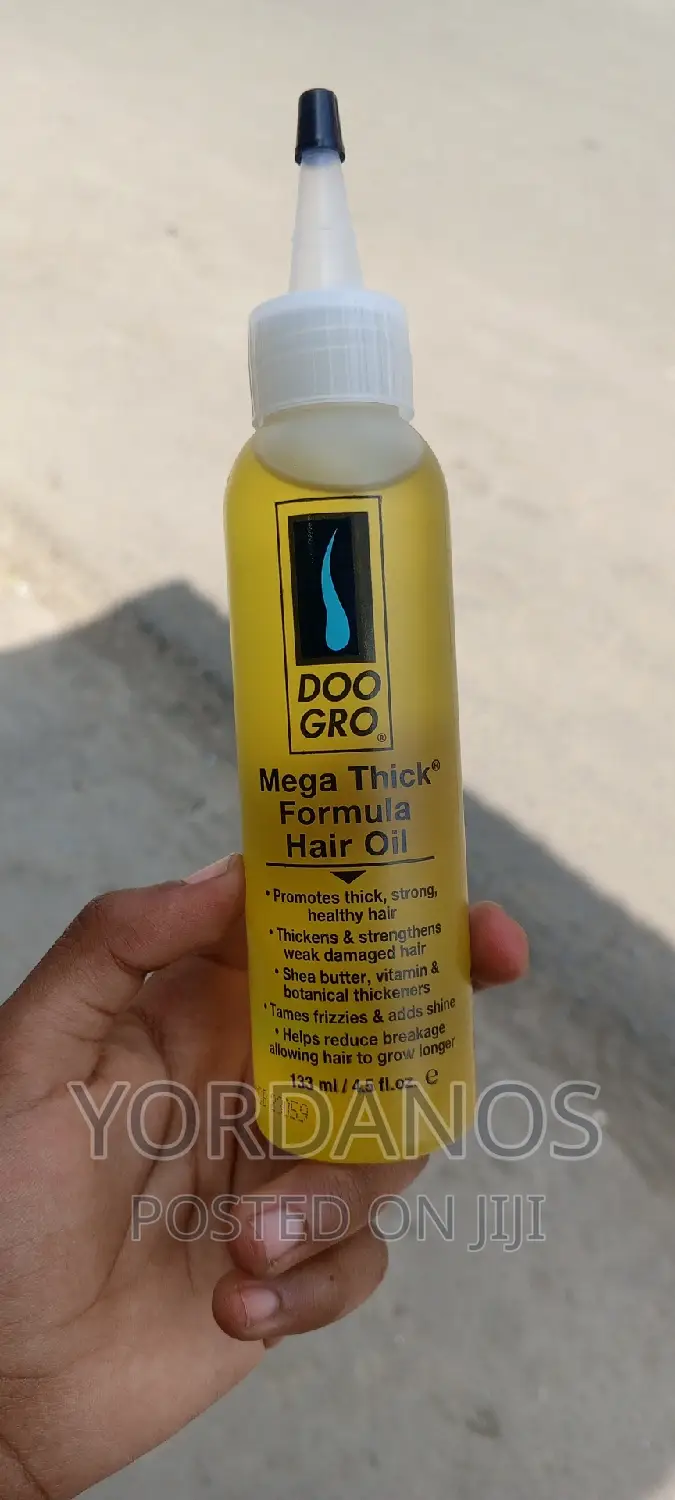 DOO
GRO®
Mega Thick®
Formula
Hair Oil
• Promotes thick, strong,
healthy hair
• Thickens & strengthens
weak damaged hair
• Shea butter, vitamin &
botanical thickeners
• Tames frizzies & adds shine
• Helps reduce breakage
allowing hair to grow longer
133 ml / 4.5 fl.oz. e
YORDANOS
POSTED ON JIJI